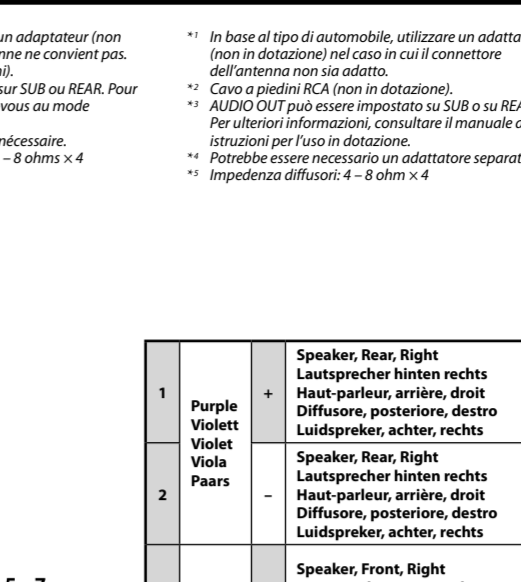 un adaptateur (non
nne ne convient pas.
ni).
sur SUB ou REAR. Pour
vous au mode
nécessaire.
– 8 ohms × 4
*1 In base al tipo di automobile, utilizzare un adatta
(non in dotazione) nel caso in cui il connettore
dell'antenna non sia adatto.
*2 Cavo a piedini RCA (non in dotazione).
*3 AUDIO OUT può essere impostato su SUB o su REA
Per ulteriori informazioni, consultare il manuale d
istruzioni per l'uso in dotazione.
*4 Potrebbe essere necessario un adattatore separat
*5 Impedenza diffusori: 4 – 8 ohm × 4
1
Purple
Violett
Violet
Viola
Paars
+
Speaker, Rear, Right
Lautsprecher hinten rechts
Haut-parleur, arrière, droit
Diffusore, posteriore, destro
Luidspreker, achter, rechts
2
–
Speaker, Rear, Right
Lautsprecher hinten rechts
Haut-parleur, arrière, droit
Diffusore, posteriore, destro
Luidspreker, achter, rechts
Speaker, Front, Right